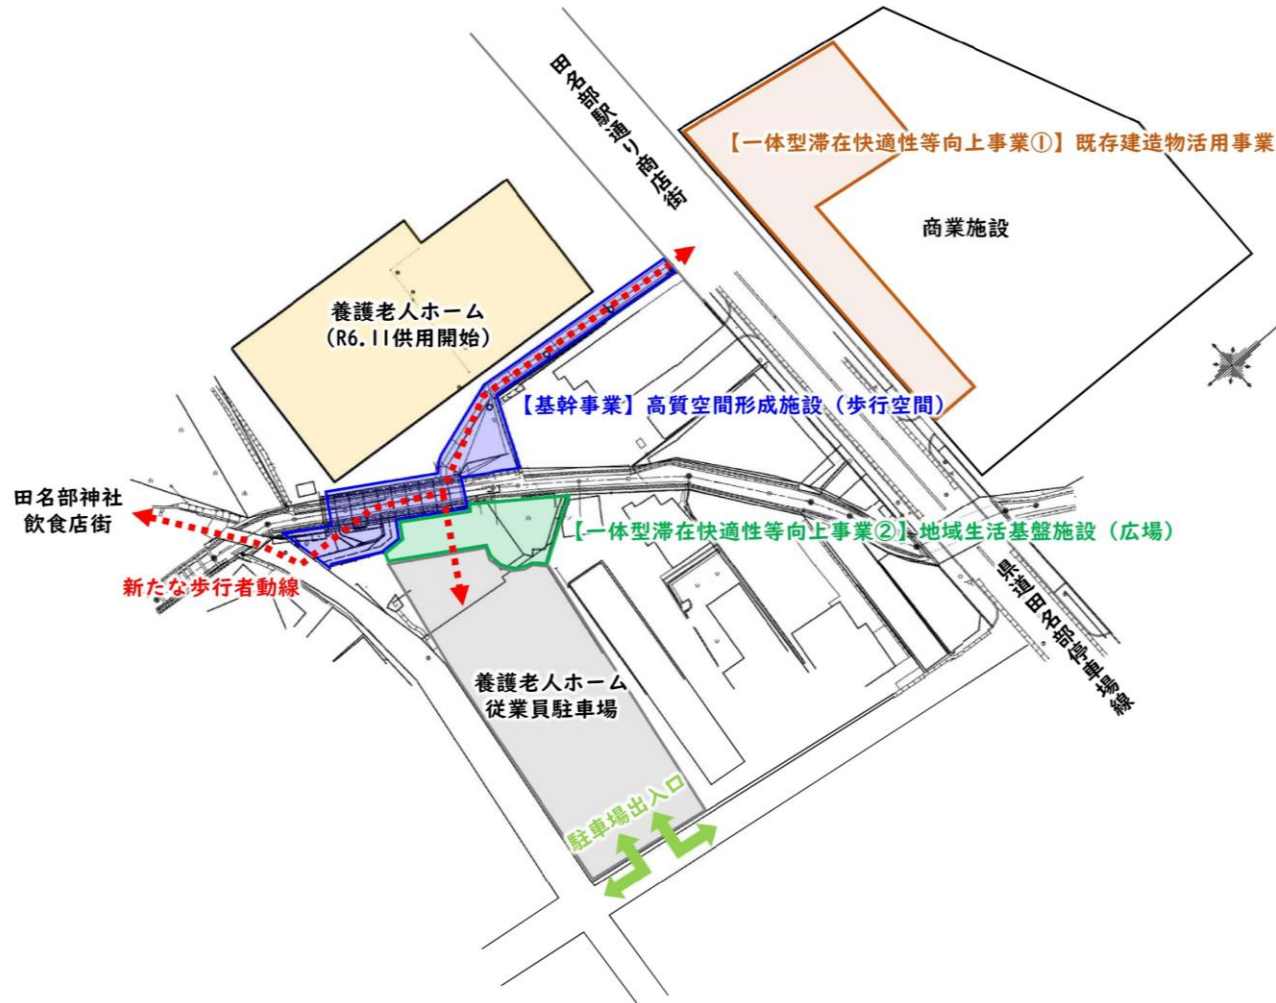 田名部駅通り商店街
【一体型滞在快適性等向上事業①】既存建造物活用事業
商業施設
養護老人ホーム
(R6.11供用開始)
【基幹事業】高質空間形成施設（歩行空間）
田名部神社
飲食店街
【一体型滞在快適性等向上事業②】地域生活基盤施設（広場）
新たな歩行者動線
県道田名部停車場線
養護老人ホーム
従業員駐車場
駐車場出入口